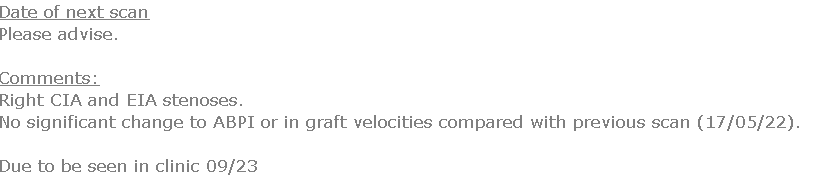 Date of next scan
Please advise.
Comments:
Right CIA and EIA stenoses.
No significant change to ABPI or in graft velocities compared with previous scan (17/05/22).
Due to be seen in clinic 09/23